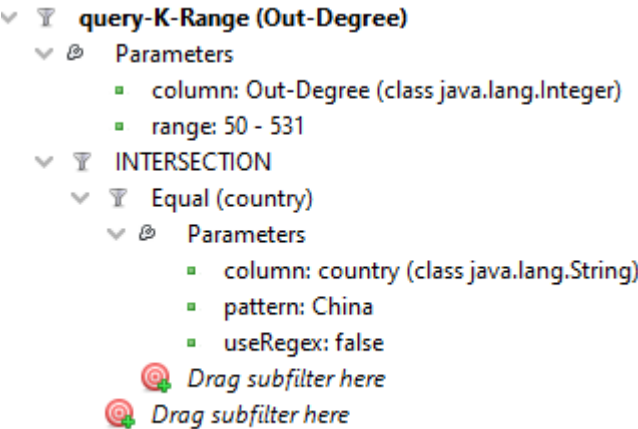 query-K-Range (Out-Degree)
Parameters
column: Out-Degree (class java.lang.Integer)
range: 50 - 531
INTERSECTION
Equal (country)
Parameters
column: country (class java.lang.String)
pattern: China
useRegex: false
Drag subfilter here
Drag subfilter here